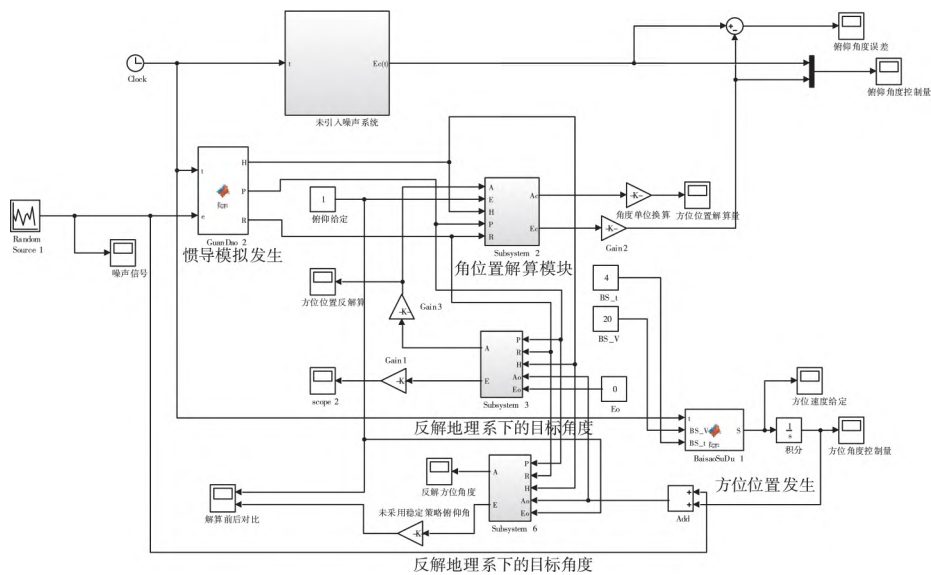 俯仰角度误差
t
Ec(t)
Clock
俯仰角度控制量
未引入噪声系统
t
H
P
e
R
fcn
GuanDao 2
惯导模拟发生
1
俯仰给定
A
E
H
P
R
Ac
Ec
Subsystem 2
角位置解算模块
-K-
角度单位换算
方位位置解算量
-K-
Gain2
Random
Source 1
噪声信号
方位位置反解算
-K-
Gain 3
4
BS_t
20
BS_V
Gain 1
-K
scope 2
A
E
P
R
H
Ao
Eo
Subsystem 3
0
Eo
反解地理系下的目标角度
t
BS_V
BS_t
S
fcn
BaisaoSuDu 1
方位速度给定
1
s
积分
方位角度控制量
反解方位角度
A
E
P
R
H
Ao
Eo
Subsystem 6
方位位置发生
Add
解算前后对比
未采用稳定策略俯仰角
-K
反解地理系下的目标角度